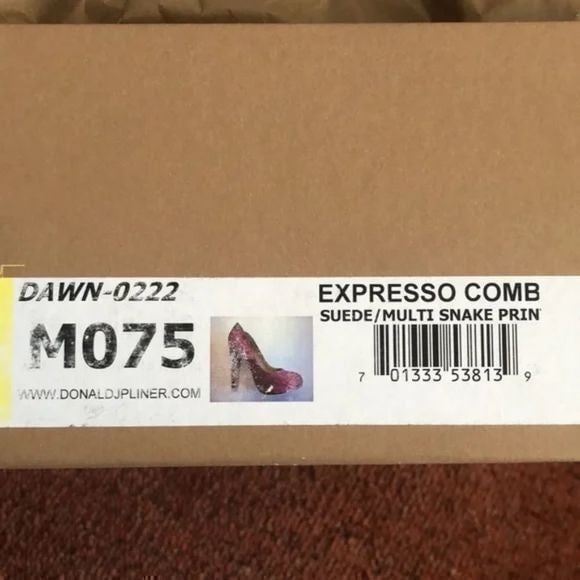 DAWN-0222
M075
WWW.DONALDJPLINER.COM
EXPRESSO COMB
SUEDE/MULTI SNAKE PRIN
7 01333 53813 9